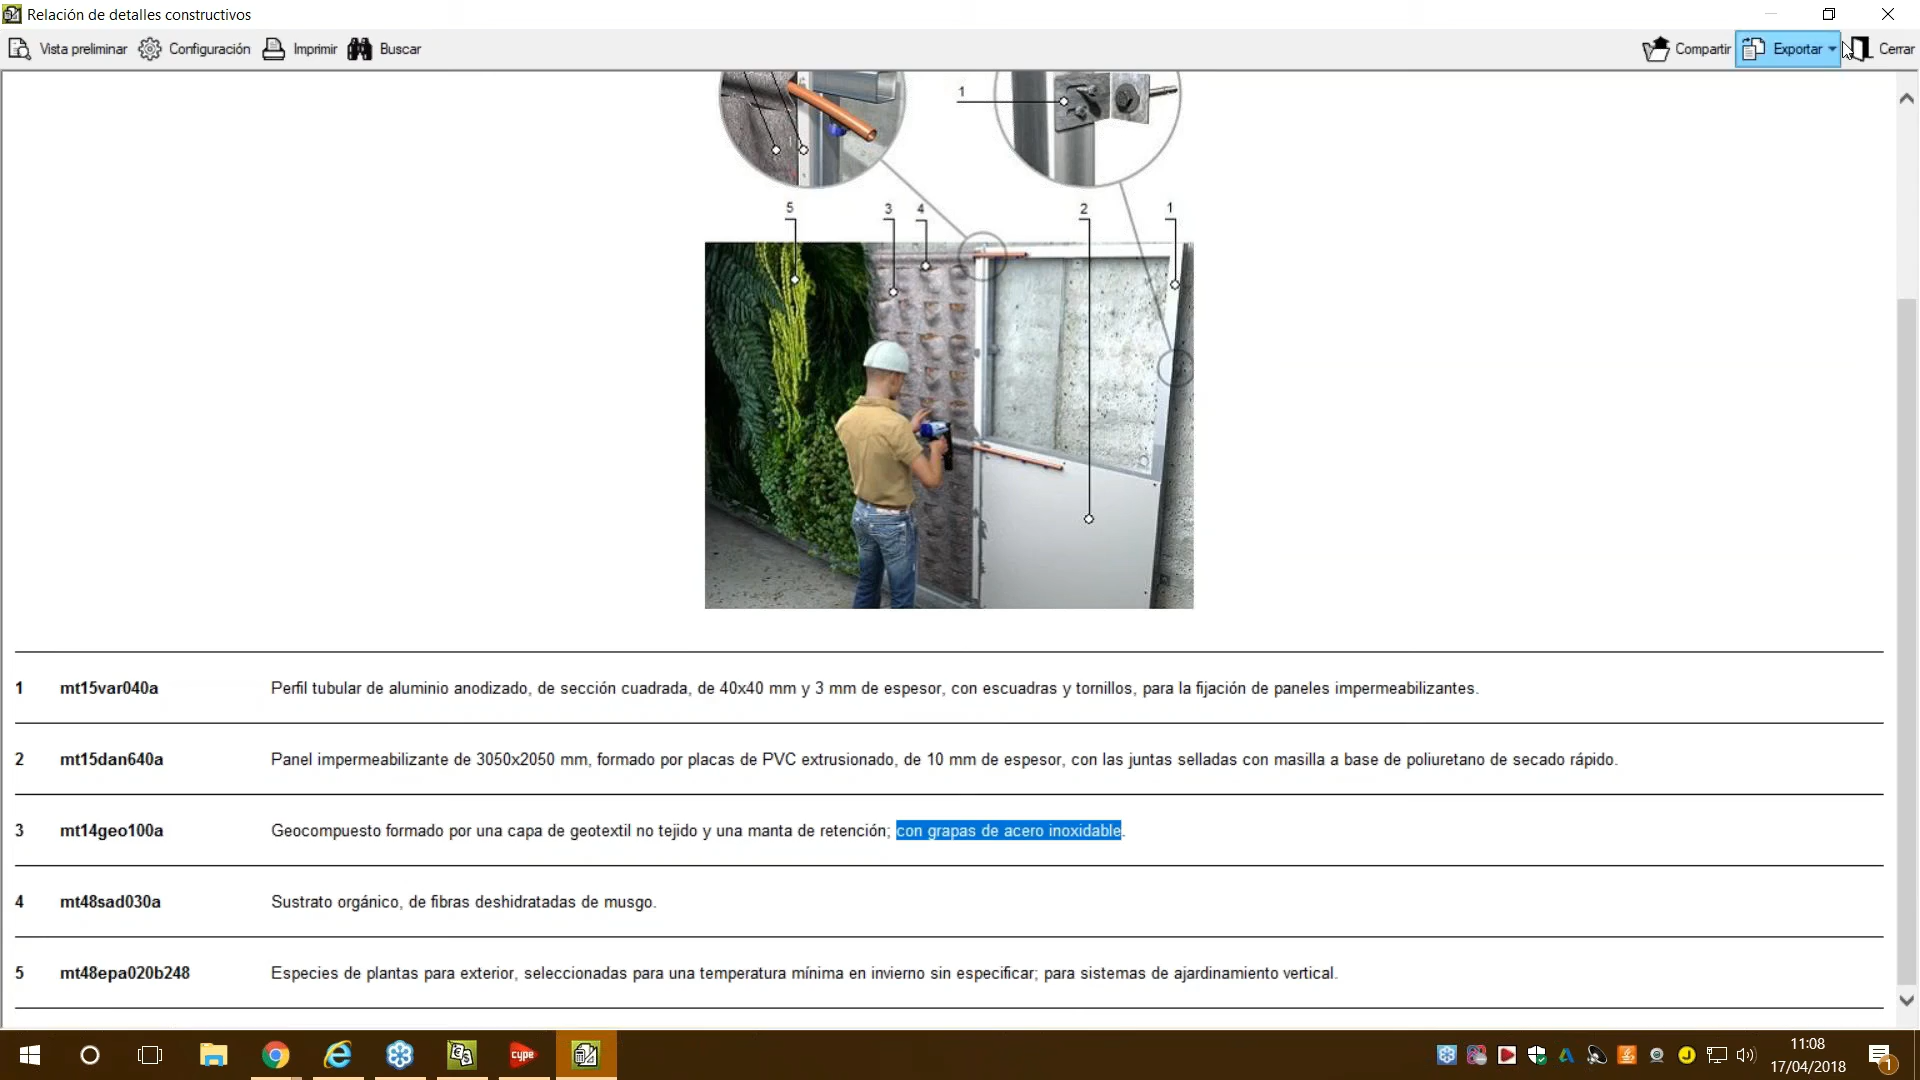 Relación de detalles constructivos
Vista preliminar Configuración Imprimir Buscar Compartir Exportar Cerrar
1
5 3 4 2 1
1 mt15var040a Perfil tubular de aluminio anodizado, de sección cuadrada, de 40x40 mm y 3 mm de espesor, con escuadras y tornillos, para la fijación de paneles impermeabilizantes.
2 mt15dan640a Panel impermeabilizante de 3050x2050 mm, formado por placas de PVC extrusionado, de 10 mm de espesor, con las juntas selladas con masilla a base de poliuretano de secado rápido.
3 mt14geo100a Geocompuesto formado por una capa de geotextil no tejido y una manta de retención; con grapas de acero inoxidable.
4 mt48sad030a Sustrato orgánico, de fibras deshidratadas de musgo.
5 mt48epa020b248 Especies de plantas para exterior, seleccionadas para una temperatura mínima en invierno sin especificar; para sistemas de ajardinamiento vertical.
cype
11:08
17/04/2018
1